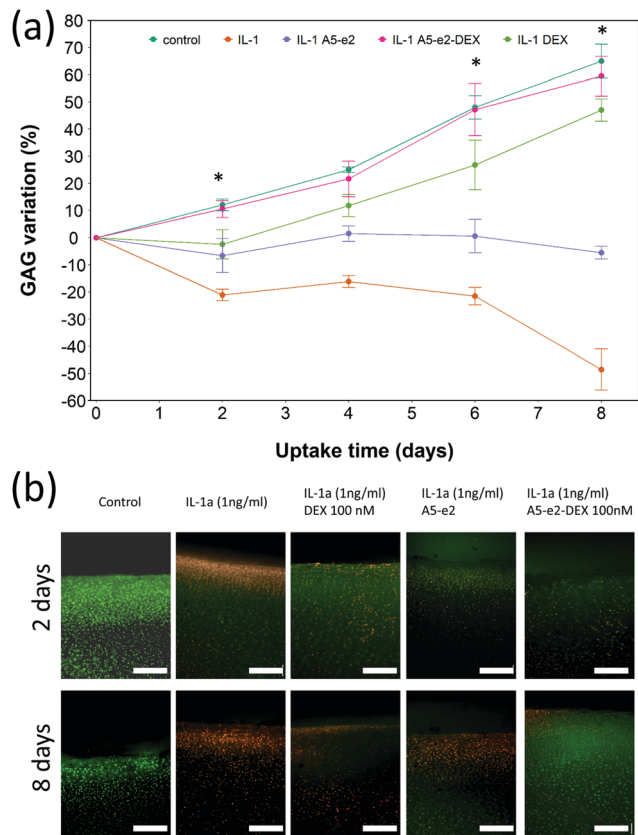 (a)
control IL-1 IL-1 A5-e2 IL-1 A5-e2-DEX IL-1 DEX
GAG variation (%)
80
70
60
50
40
30
20
10
0
-10
-20
-30
-40
-50
-60
* * *
0 1 2 3 4 5 6 7 8
Uptake time (days)
(b)
Control
IL-1a (1ng/ml)
IL-1a (1ng/ml)
DEX 100 nM
IL-1a (1ng/ml)
A5-e2
IL-1a (1ng/ml)
A5-e2-DEX 100nM
2 days
8 days